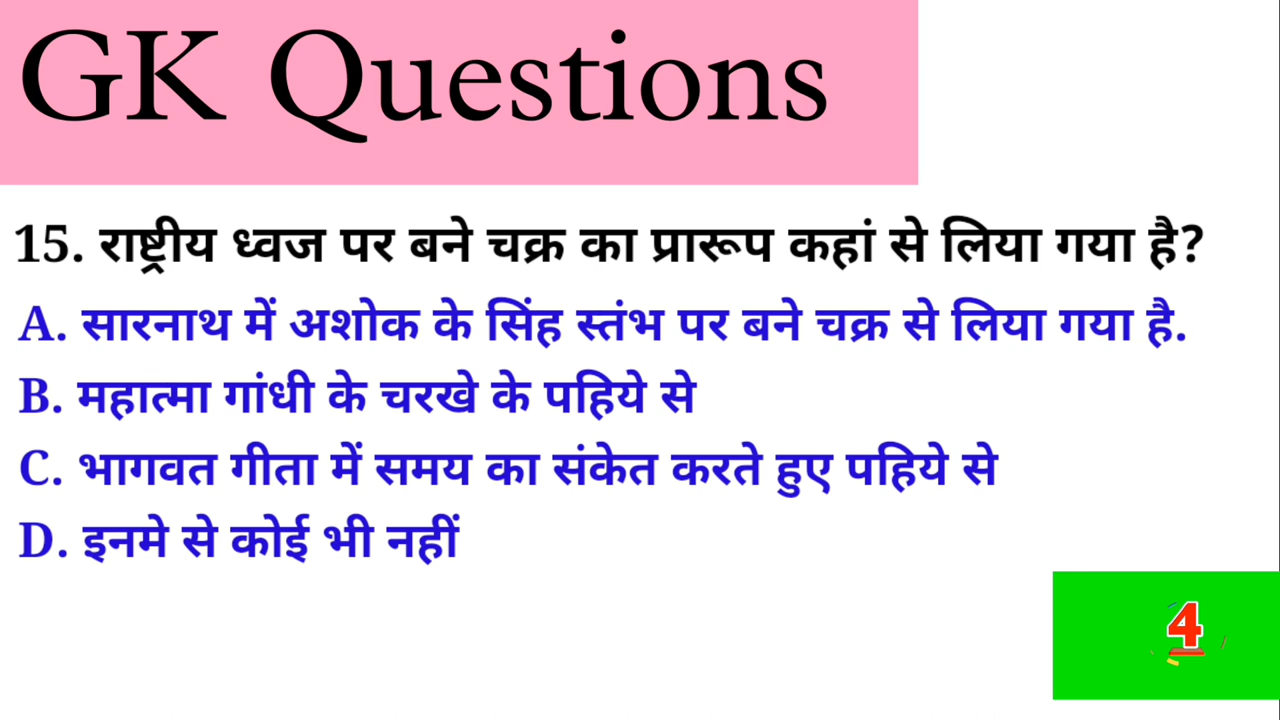 GK Questions
15. राष्ट्रीय ध्वज पर बने चक्र का प्रारूप कहां से लिया गया है?
A. सारनाथ में अशोक के सिंह स्तंभ पर बने चक्र से लिया गया है.
B. महात्मा गांधी के चरखे के पहिये से
C. भागवत गीता में समय का संकेत करते हुए पहिये से
D. इनमे से कोई भी नहीं
4